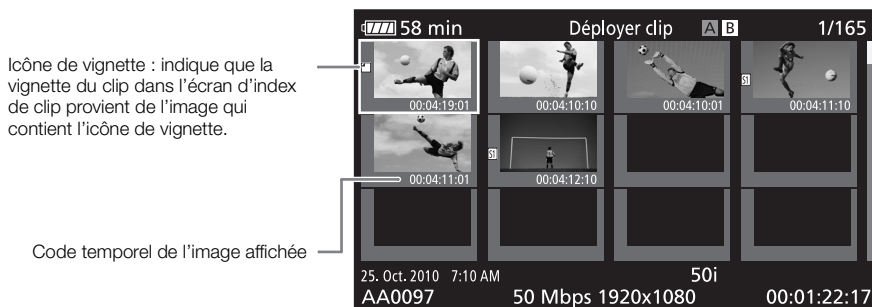 58 min Déployer clip A B 1/165
Icône de vignette : indique que la
vignette du clip dans l’écran d’index
de clip provient de l’image qui
contient l’icône de vignette.
00:04:19:01 00:04:10:10 00:04:10:01 S1 00:04:11:10
00:04:11:01 S1 00:04:12:10
Code temporel de l’image affichée
25. Oct. 2010 7:10 AM 50i
AA0097 50 Mbps 1920x1080 00:01:22:17